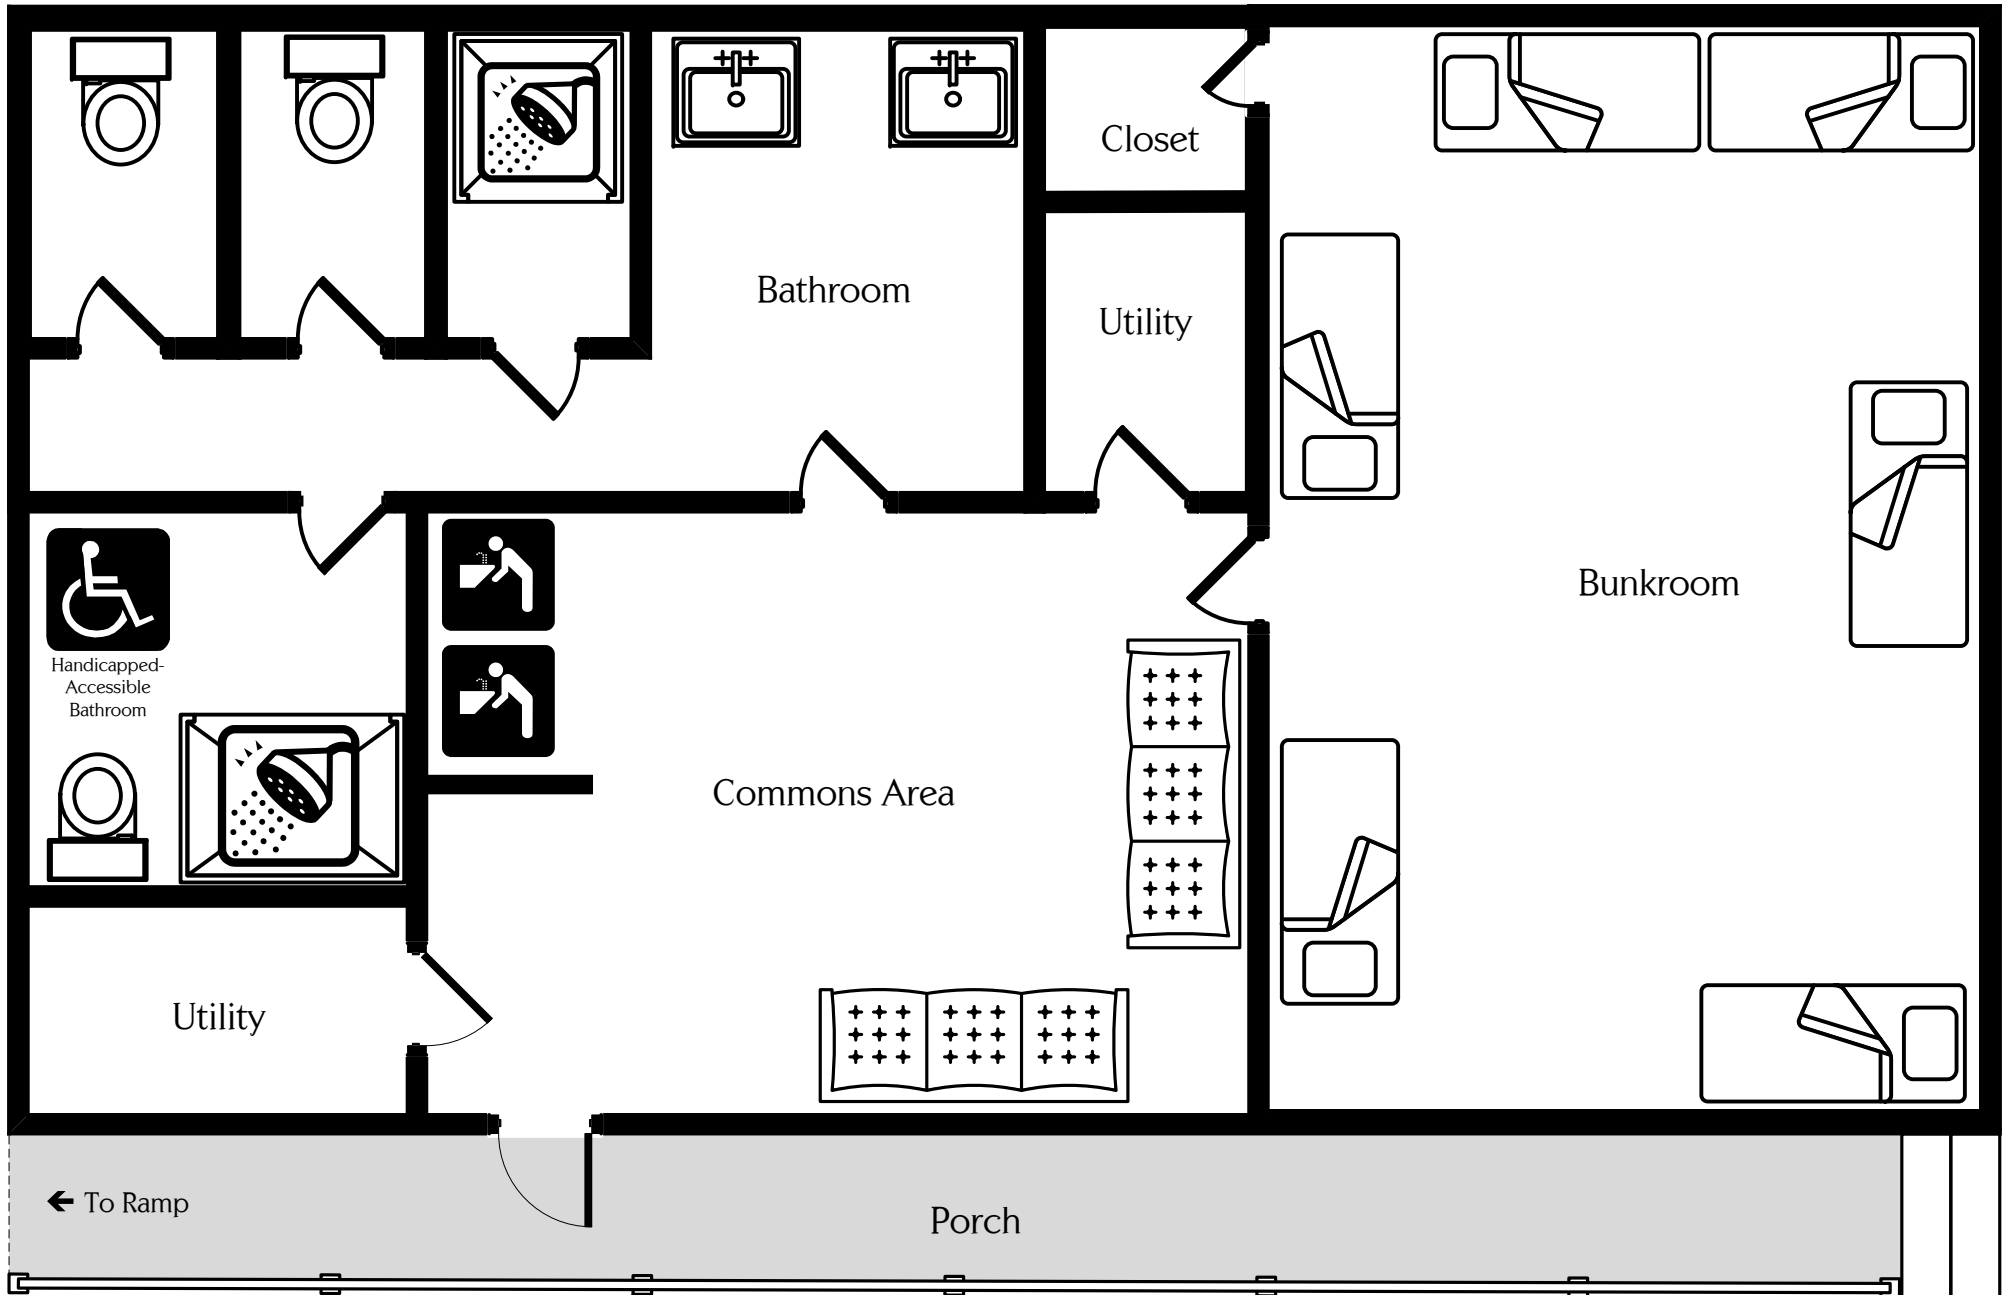 Closet
Bathroom
Utility
Bunkroom
Handicapped-
Accessible
Bathroom
Commons Area
Utility
To Ramp
Porch